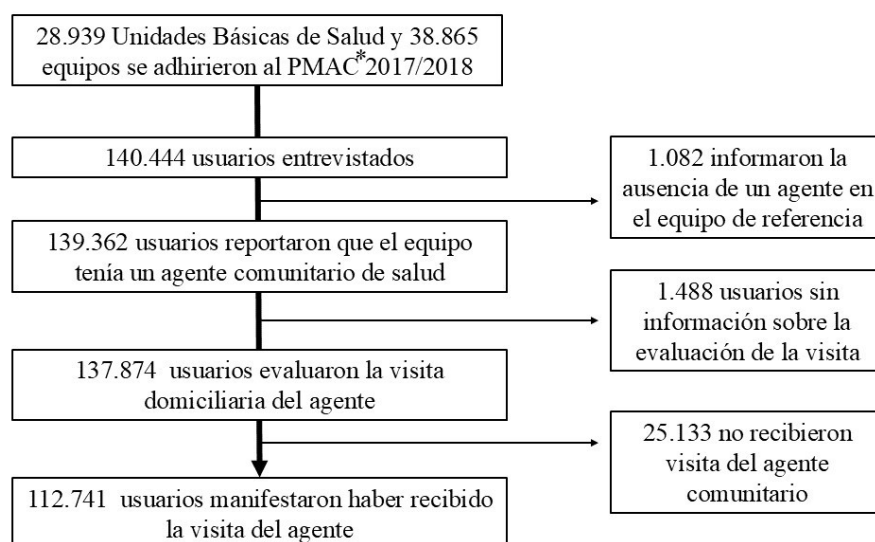 28.939 Unidades Básicas de Salud y 38.865
equipos se adhirieron al PMAC*2017/2018
140.444 usuarios entrevistados
1.082 informaron la
ausencia de un agente en
el equipo de referencia
139.362 usuarios reportaron que el equipo
tenía un agente comunitario de salud
1.488 usuarios sin
información sobre la
evaluación de la visita
137.874 usuarios evaluaron la visita
domiciliaria del agente
25.133 no recibieron
visita del agente
comunitario
112.741 usuarios manifestaron haber recibido
la visita del agente